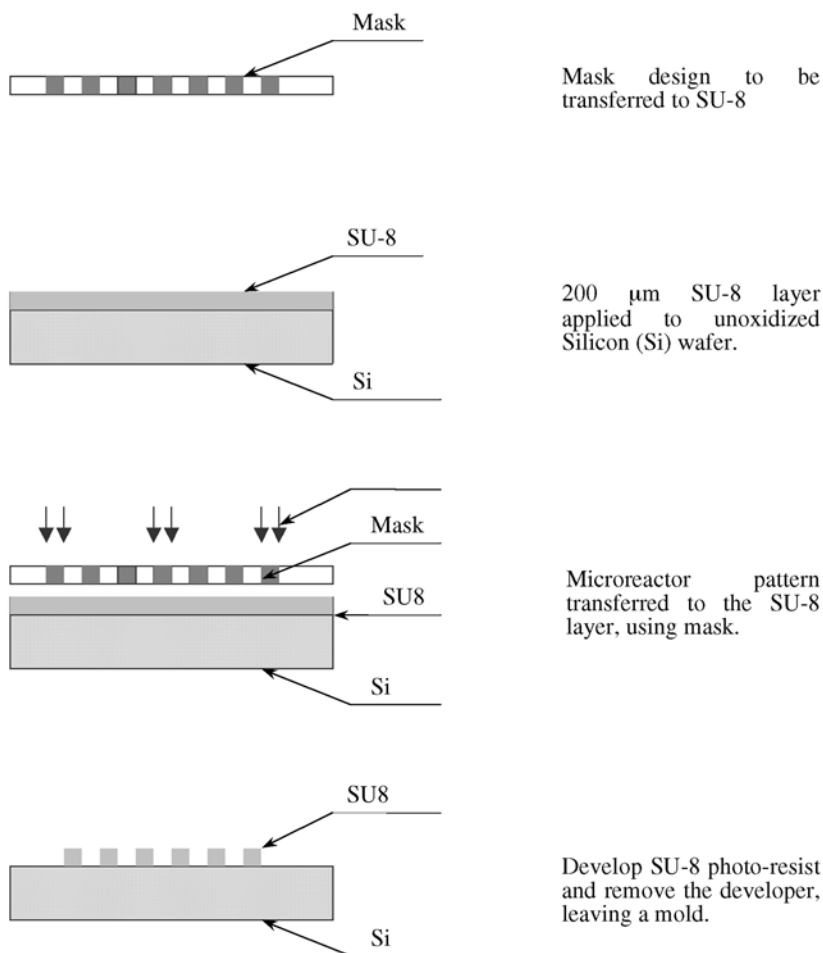 Mask
Mask design to be
transferred to SU-8
SU-8
200 μm SU-8 layer
applied to unoxidized
Silicon (Si) wafer.
Si
Mask
SU8
Microreactor pattern
transferred to the SU-8
layer, using mask.
Si
SU8
Develop SU-8 photo-resist
and remove the developer,
leaving a mold.
Si